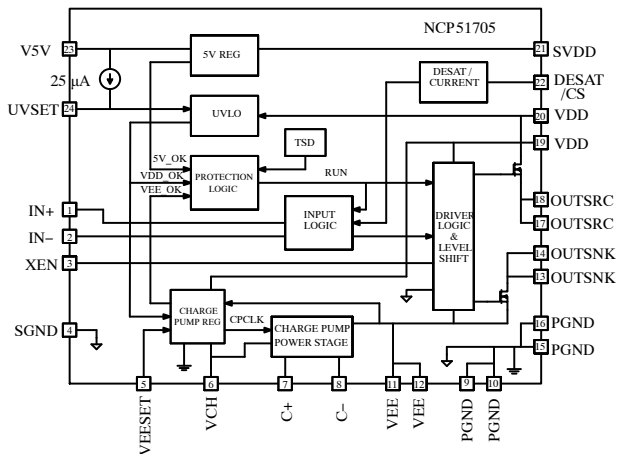 NCP51705
V5V 23
5V REG
21 SVDD
25 μA
DESAT /
CURRENT
22 DESAT
/CS
UVSET 24
UVLO
20 VDD
TSD
19 VDD
5V_OK
VDD_OK
VEE_OK
PROTECTION
LOGIC
RUN
18 OUTSRC
17 OUTSRC
IN+ 1
INPUT
LOGIC
DRIVER
LOGIC
&
LEVEL
SHIFT
IN− 2
14 OUTSNK
XEN 3
13 OUTSNK
CHARGE
PUMP REG
CPCLK
CHARGE PUMP
POWER STAGE
SGND 4
16 PGND
15 PGND
5 6 7 8 11 12 9 10
VEESET
VCH
C+
C−
VEE
VEE
PGND
PGND